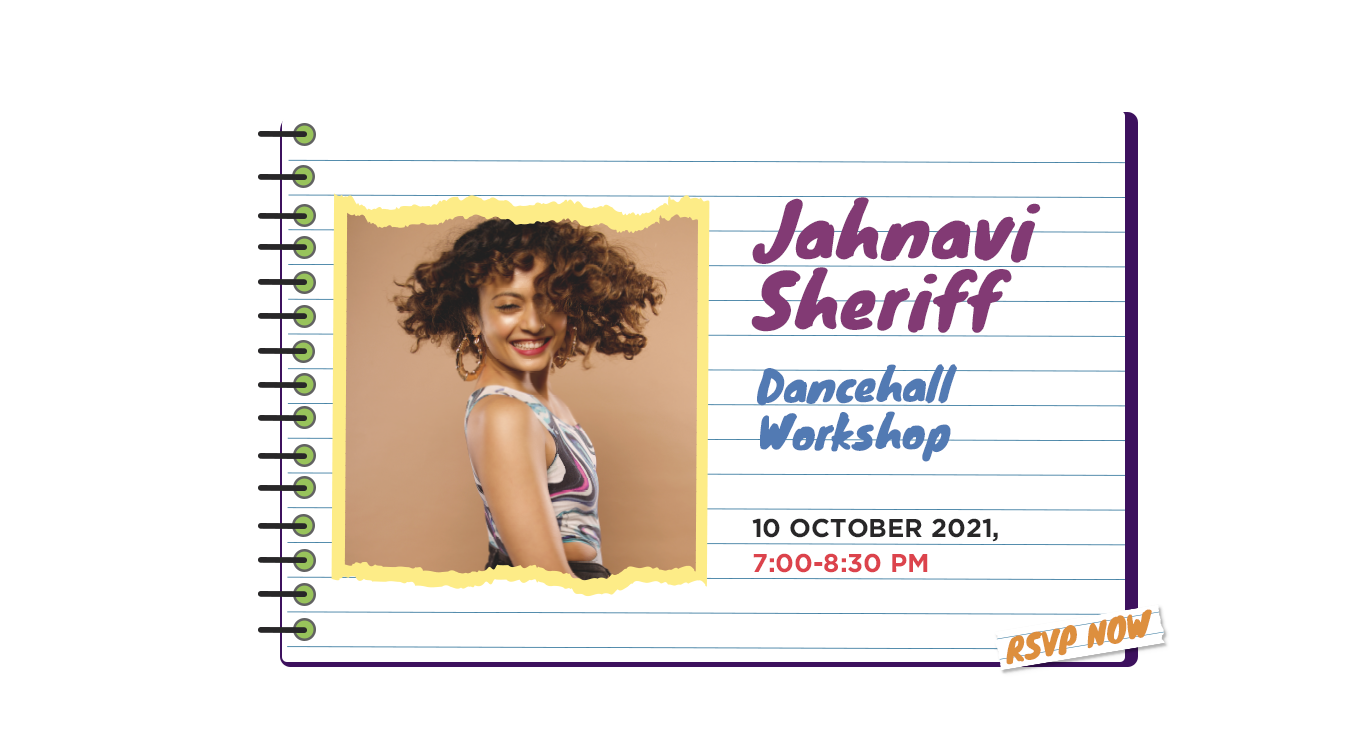 Jahnavi
Sheriff
Dancehall
Workshop
10 OCTOBER 2021,
7:00-8:30 PM
RSVP NOW